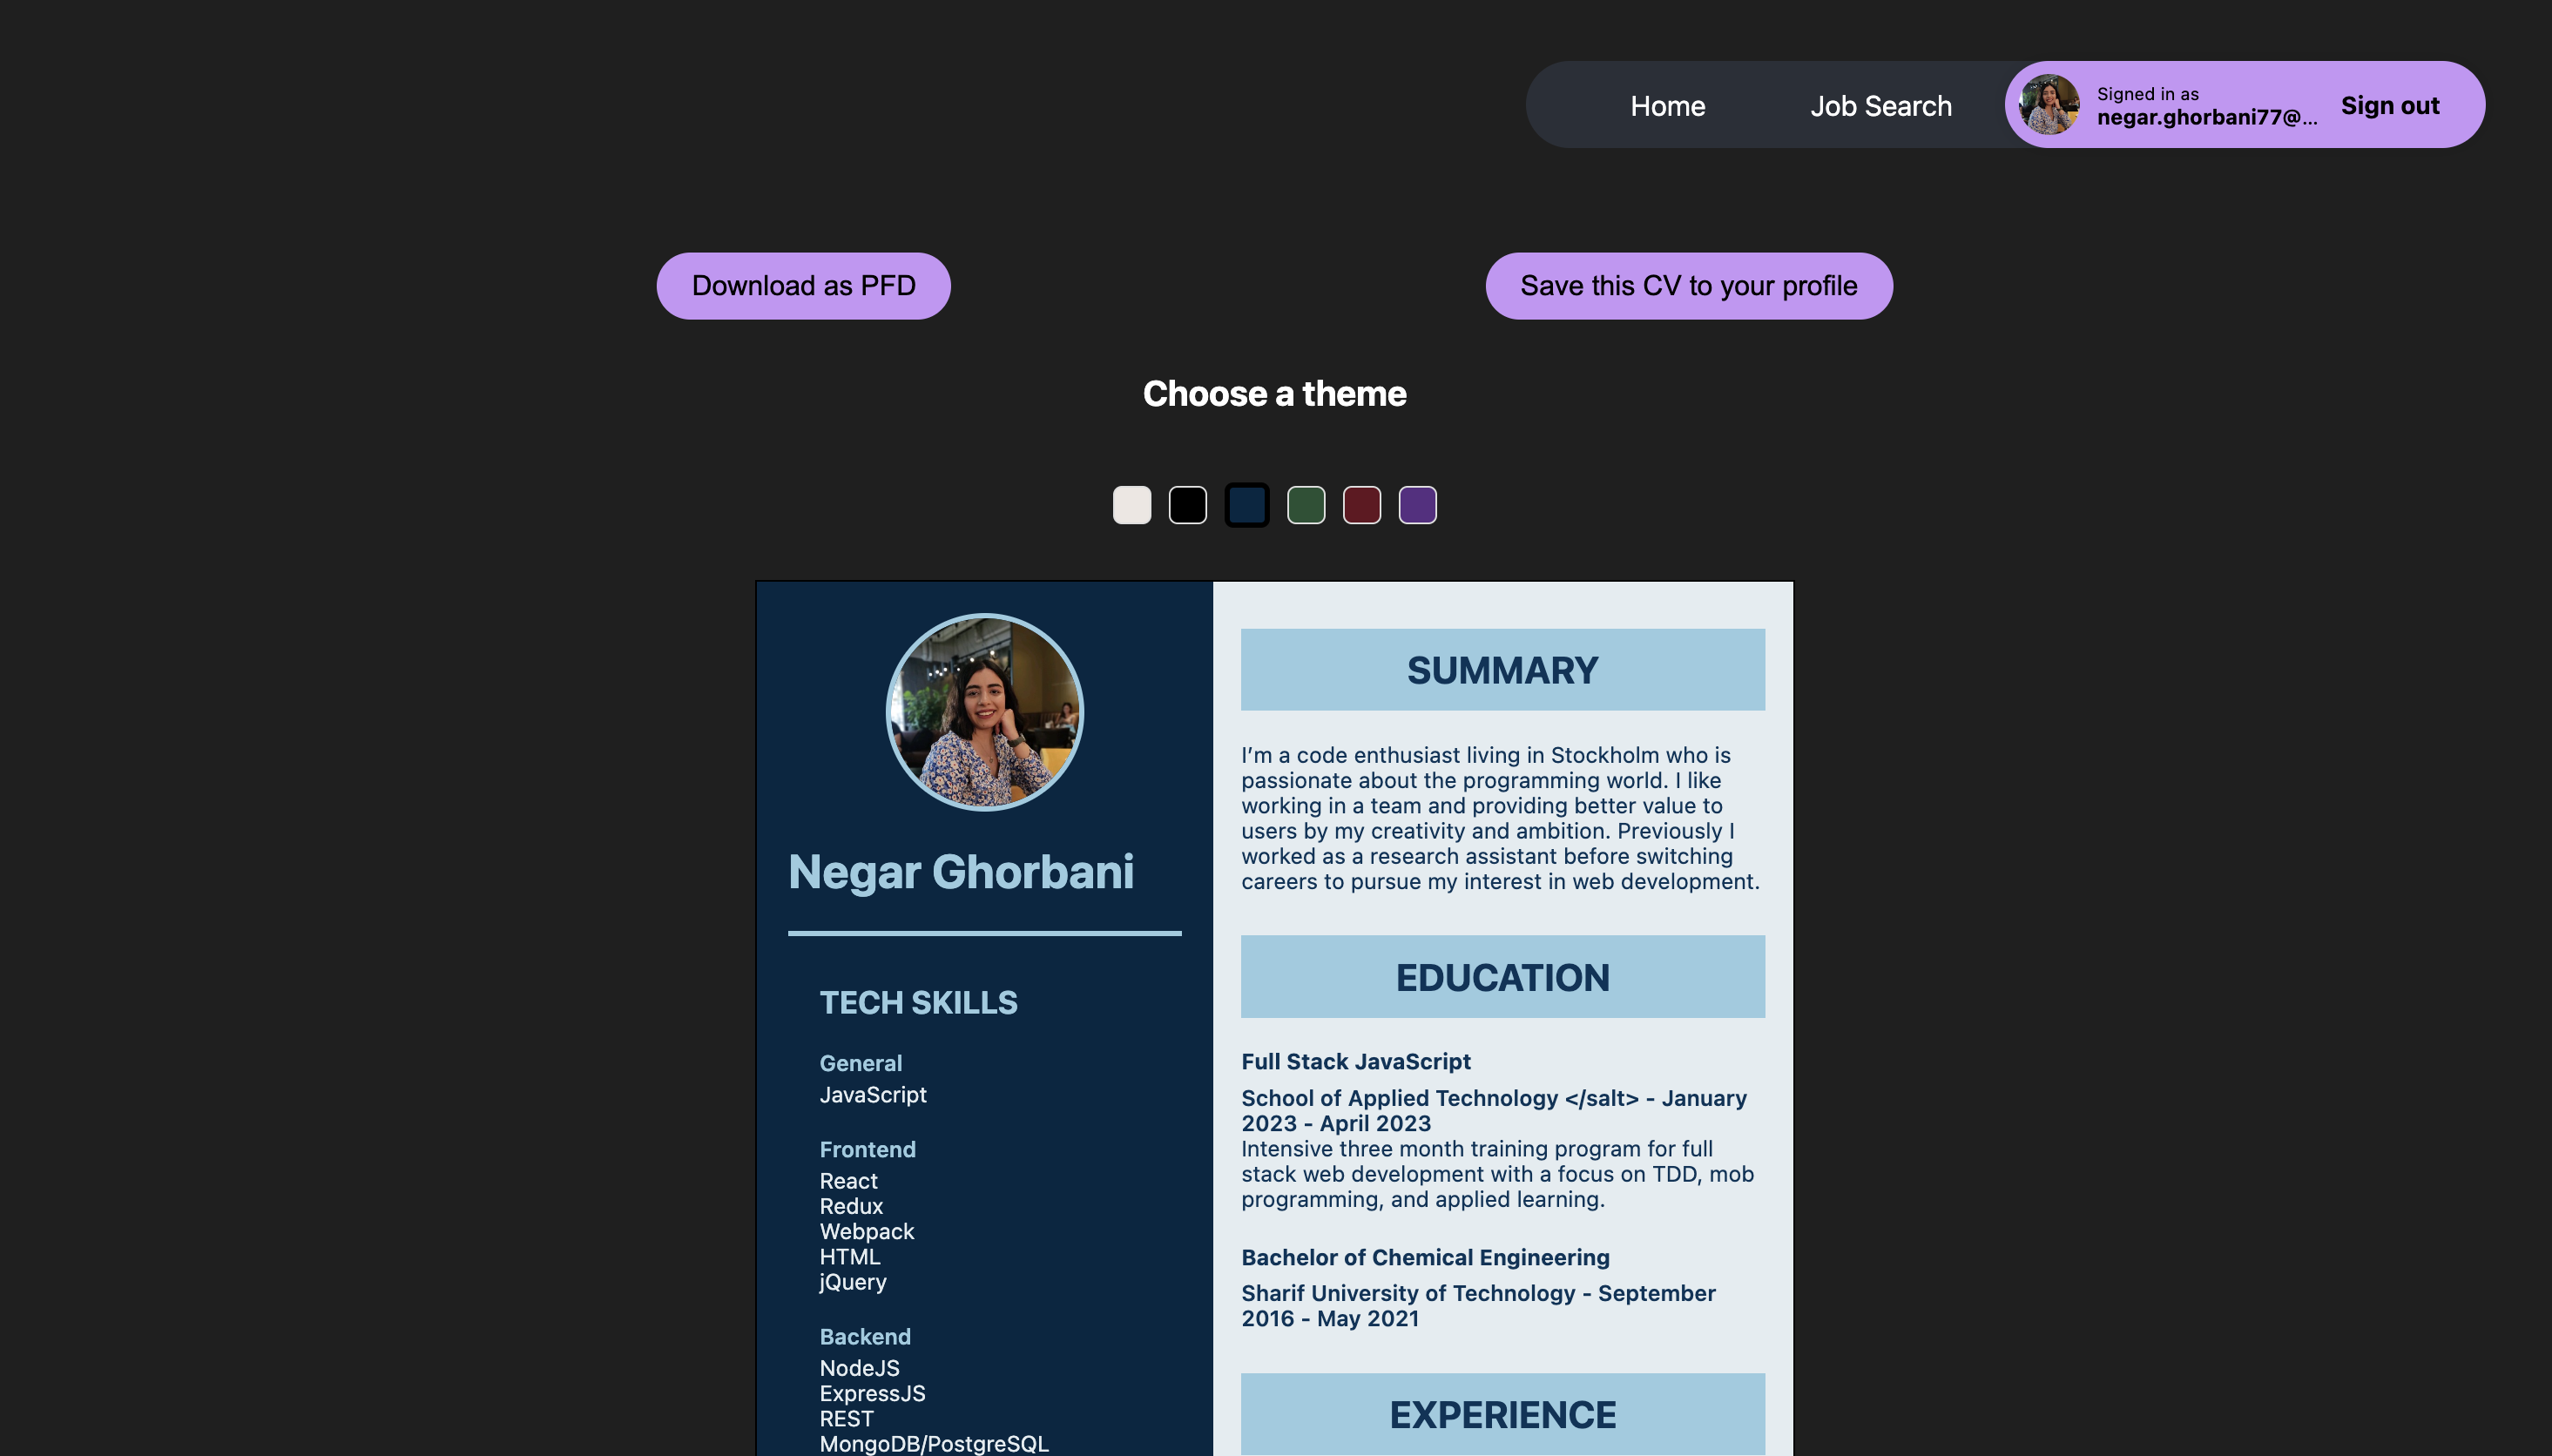 Home
Job Search
Signed in as
negar.ghorbani77@...
Sign out
Download as PFD
Save this CV to your profile
Choose a theme
Negar Ghorbani
TECH SKILLS
General
JavaScript
Frontend
React
Redux
Webpack
HTML
jQuery
Backend
NodeJS
ExpressJS
REST
MongoDB/PostgreSQL
SUMMARY
I’m a code enthusiast living in Stockholm who is
passionate about the programming world. I like
working in a team and providing better value to
users by my creativity and ambition. Previously I
worked as a research assistant before switching
careers to pursue my interest in web development.
EDUCATION
Full Stack JavaScript
School of Applied Technology </salt> - January
2023 - April 2023
Intensive three month training program for full
stack web development with a focus on TDD, mob
programming, and applied learning.
Bachelor of Chemical Engineering
Sharif University of Technology - September
2016 - May 2021
EXPERIENCE